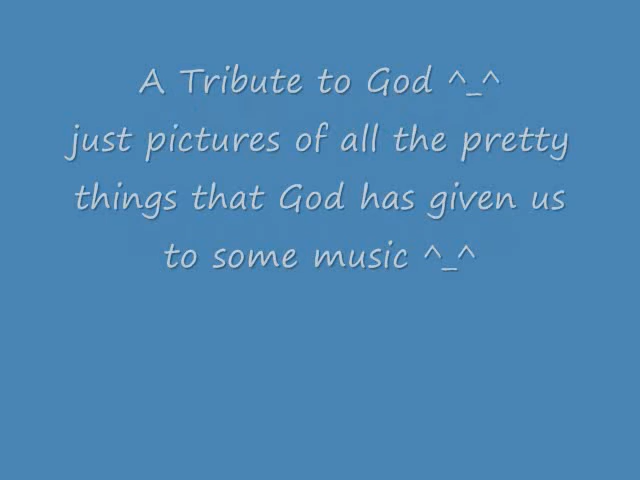 A Tribute to God ^_^
just pictures of all the pretty
things that God has given us
to some music ^_^